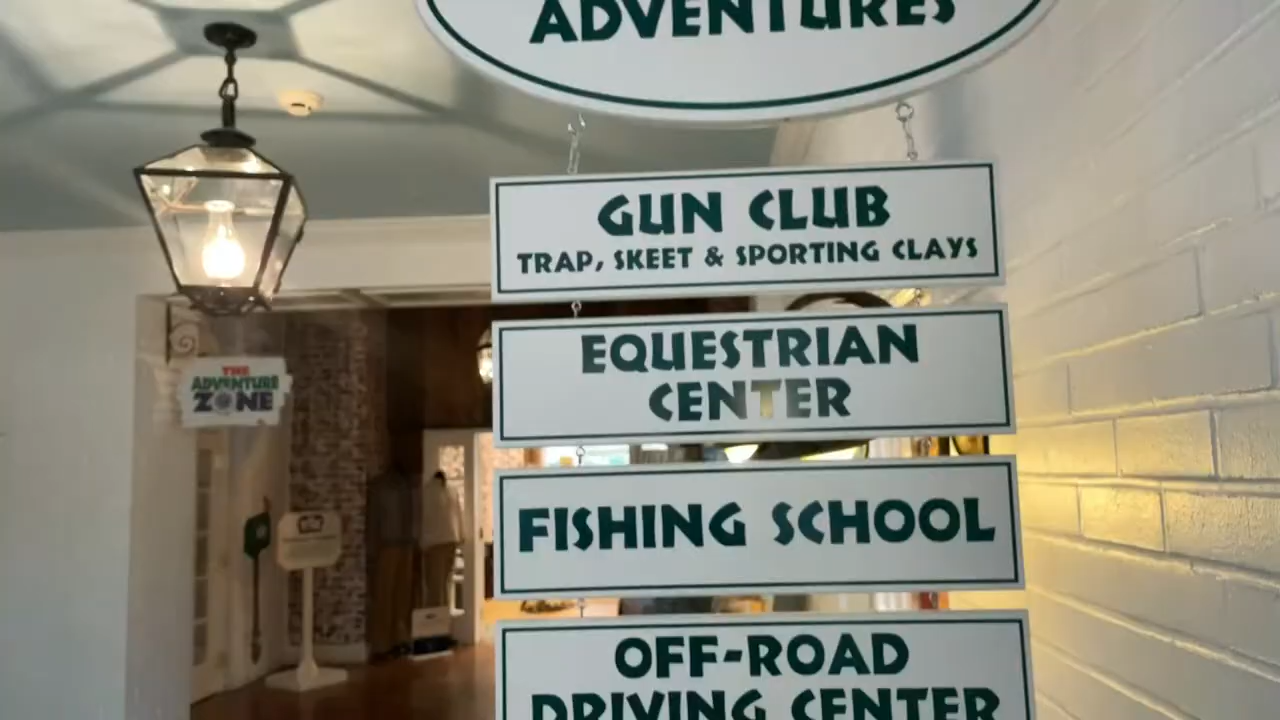 ADVENTURES
GUN CLUB
TRAP, SKEET & SPORTING CLAYS
EQUESTRIAN
CENTER
FISHING SCHOOL
OFF-ROAD
DRIVING CENTER
THE
ADVENTURE
ZONE